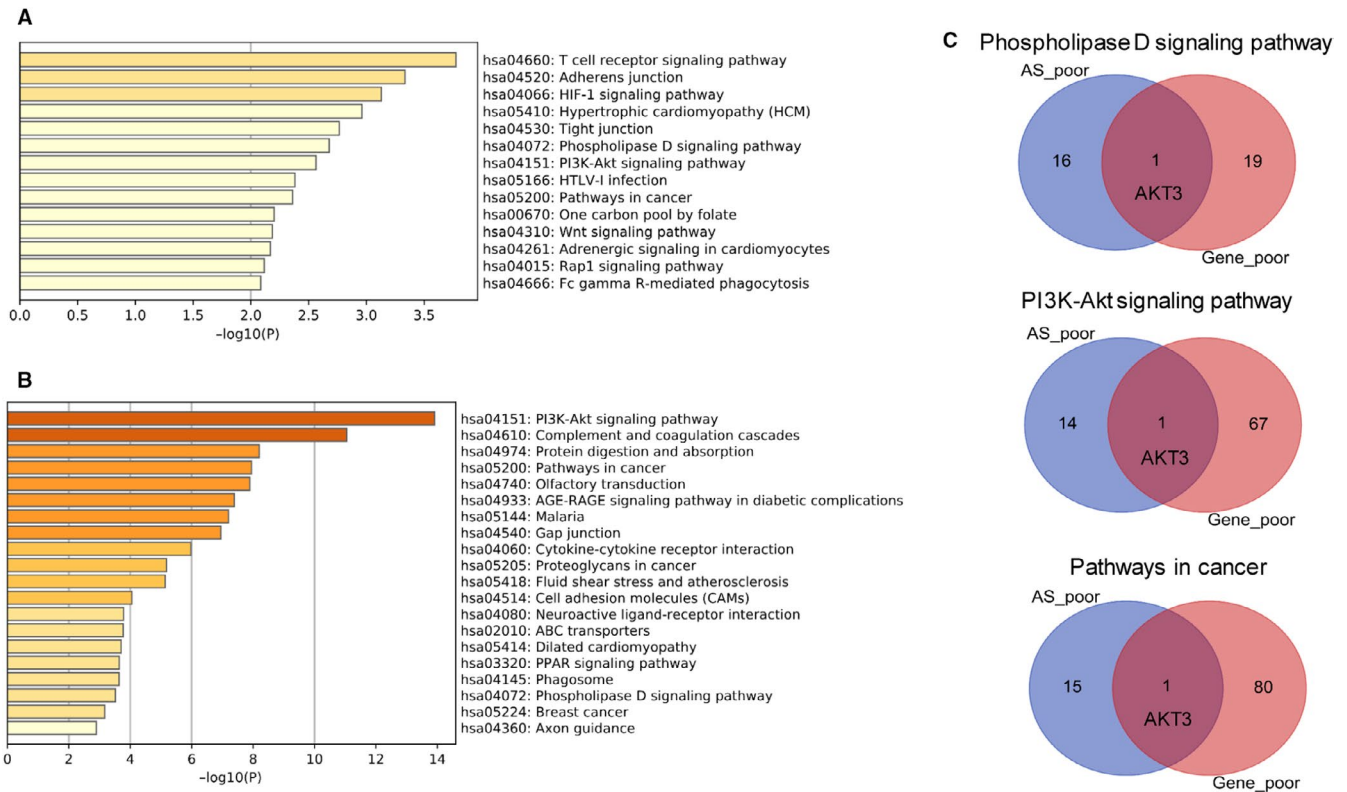 A
hsa04660: T cell receptor signaling pathway
hsa04520: Adherens junction
hsa04066: HIF-1 signaling pathway
hsa05410: Hypertrophic cardiomyopathy (HCM)
hsa04530: Tight junction
hsa04072: Phospholipase D signaling pathway
hsa04151: PI3K-Akt signaling pathway
hsa05166: HTLV-I infection
hsa05200: Pathways in cancer
hsa00670: One carbon pool by folate
hsa04310: Wnt signaling pathway
hsa04261: Adrenergic signaling in cardiomyocytes
hsa04015: Rap1 signaling pathway
hsa04666: Fc gamma R-mediated phagocytosis
0.0 0.5 1.0 1.5 2.0 2.5 3.0 3.5
–log10(P)
B
hsa04151: PI3K-Akt signaling pathway
hsa04610: Complement and coagulation cascades
hsa04974: Protein digestion and absorption
hsa05200: Pathways in cancer
hsa04740: Olfactory transduction
hsa04933: AGE-RAGE signaling pathway in diabetic complications
hsa05144: Malaria
hsa04540: Gap junction
hsa04060: Cytokine-cytokine receptor interaction
hsa05205: Proteoglycans in cancer
hsa05418: Fluid shear stress and atherosclerosis
hsa04514: Cell adhesion molecules (CAMs)
hsa04080: Neuroactive ligand-receptor interaction
hsa02010: ABC transporters
hsa05414: Dilated cardiomyopathy
hsa03320: PPAR signaling pathway
hsa04145: Phagosome
hsa04072: Phospholipase D signaling pathway
hsa05224: Breast cancer
hsa04360: Axon guidance
0 2 4 6 8 10 12 14
–log10(P)
C
Phospholipase D signaling pathway
AS_poor
16 1 19
AKT3
Gene_poor
PI3K-Akt signaling pathway
AS_poor
14 1 67
AKT3
Gene_poor
Pathways in cancer
AS_poor
15 1 80
AKT3
Gene_poor